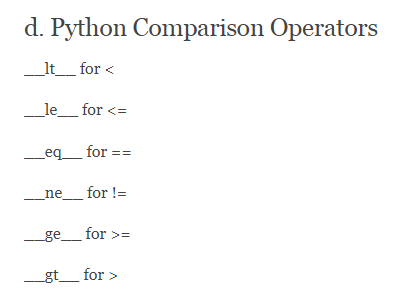 d. Python Comparison Operators
__lt__ for <
__le__ for <=
__eq__ for ==
__ne__ for !=
__ge__ for >=
__gt__ for >